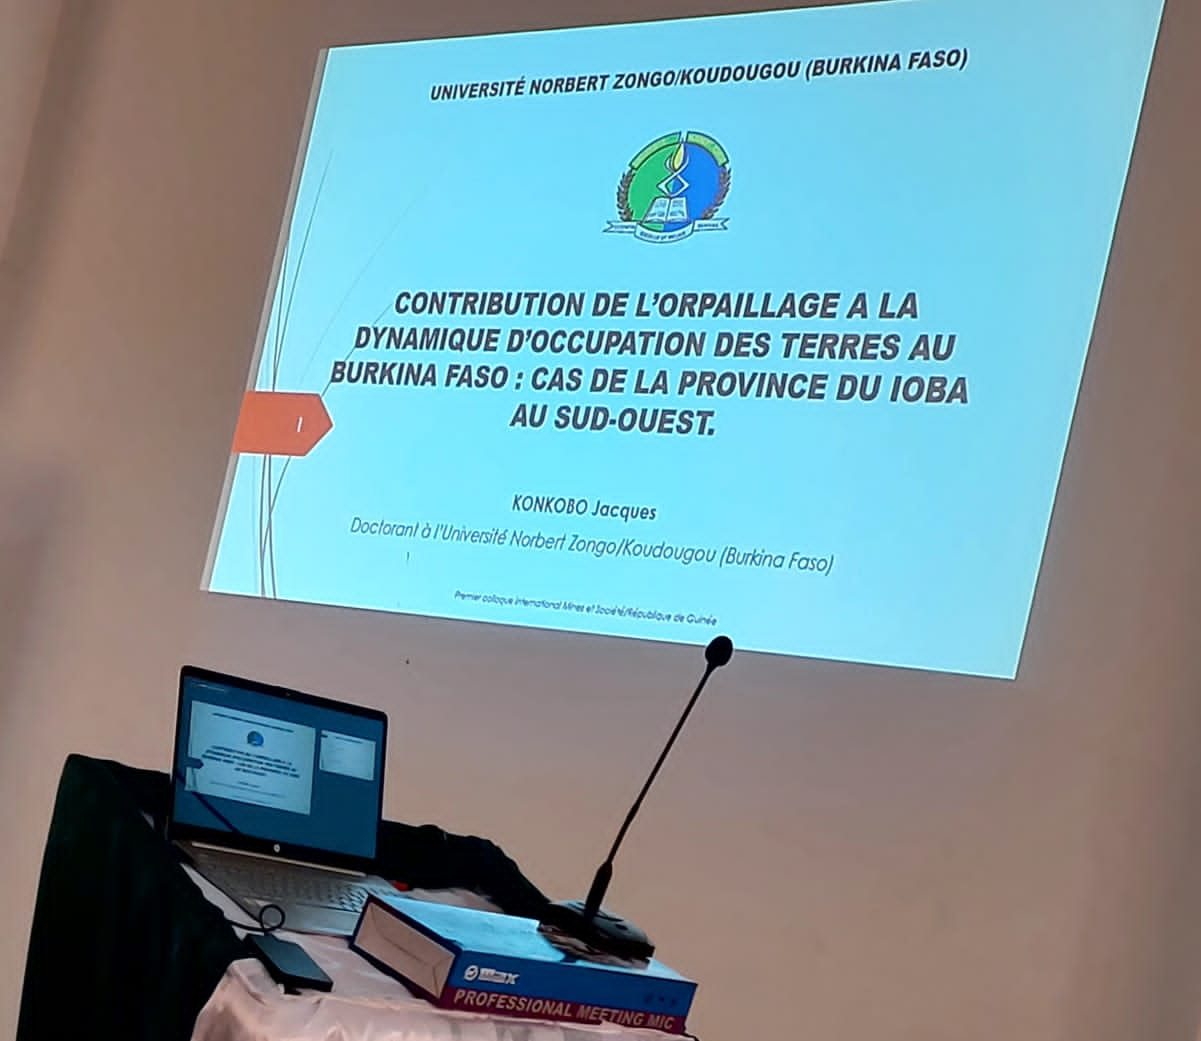 UNIVERSITÉ NORBERT ZONGO/KOUDOUGOU (BURKINA FASO)
CONTRIBUTION DE L'ORPAILLAGE A LA
DYNAMIQUE D'OCCUPATION DES TERRES AU
BURKINA FASO : CAS DE LA PROVINCE DU IOBA
AU SUD-OUEST.
1
KONKOBO Jacques
Doctorant à l'Université Norbert Zongo/Koudougou (Burkina Faso)
Premier colloque International Mines et Société/République de Guinée
PROFESSIONAL MEETING MIC